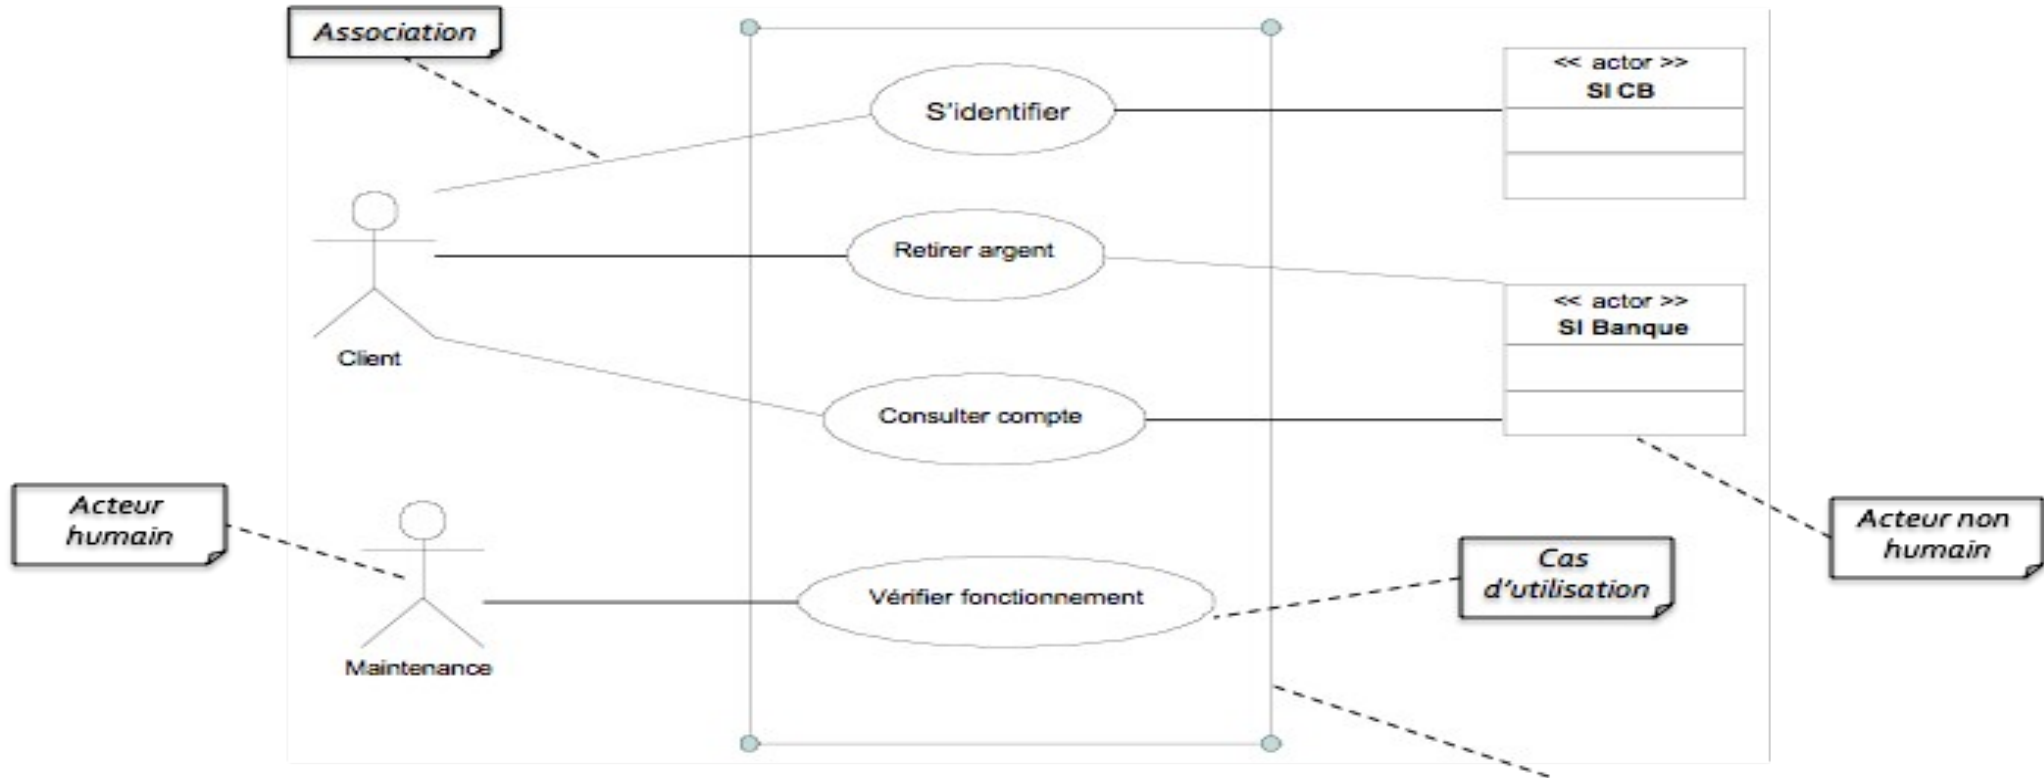 Association
S'identifier
<< actor >>
SI CB
Retirer argent
<< actor >>
SI Banque
Client
Consulter compte
Acteur
humain
Acteur non
humain
Cas
d'utilisation
Vérifier fonctionnement
Maintenance